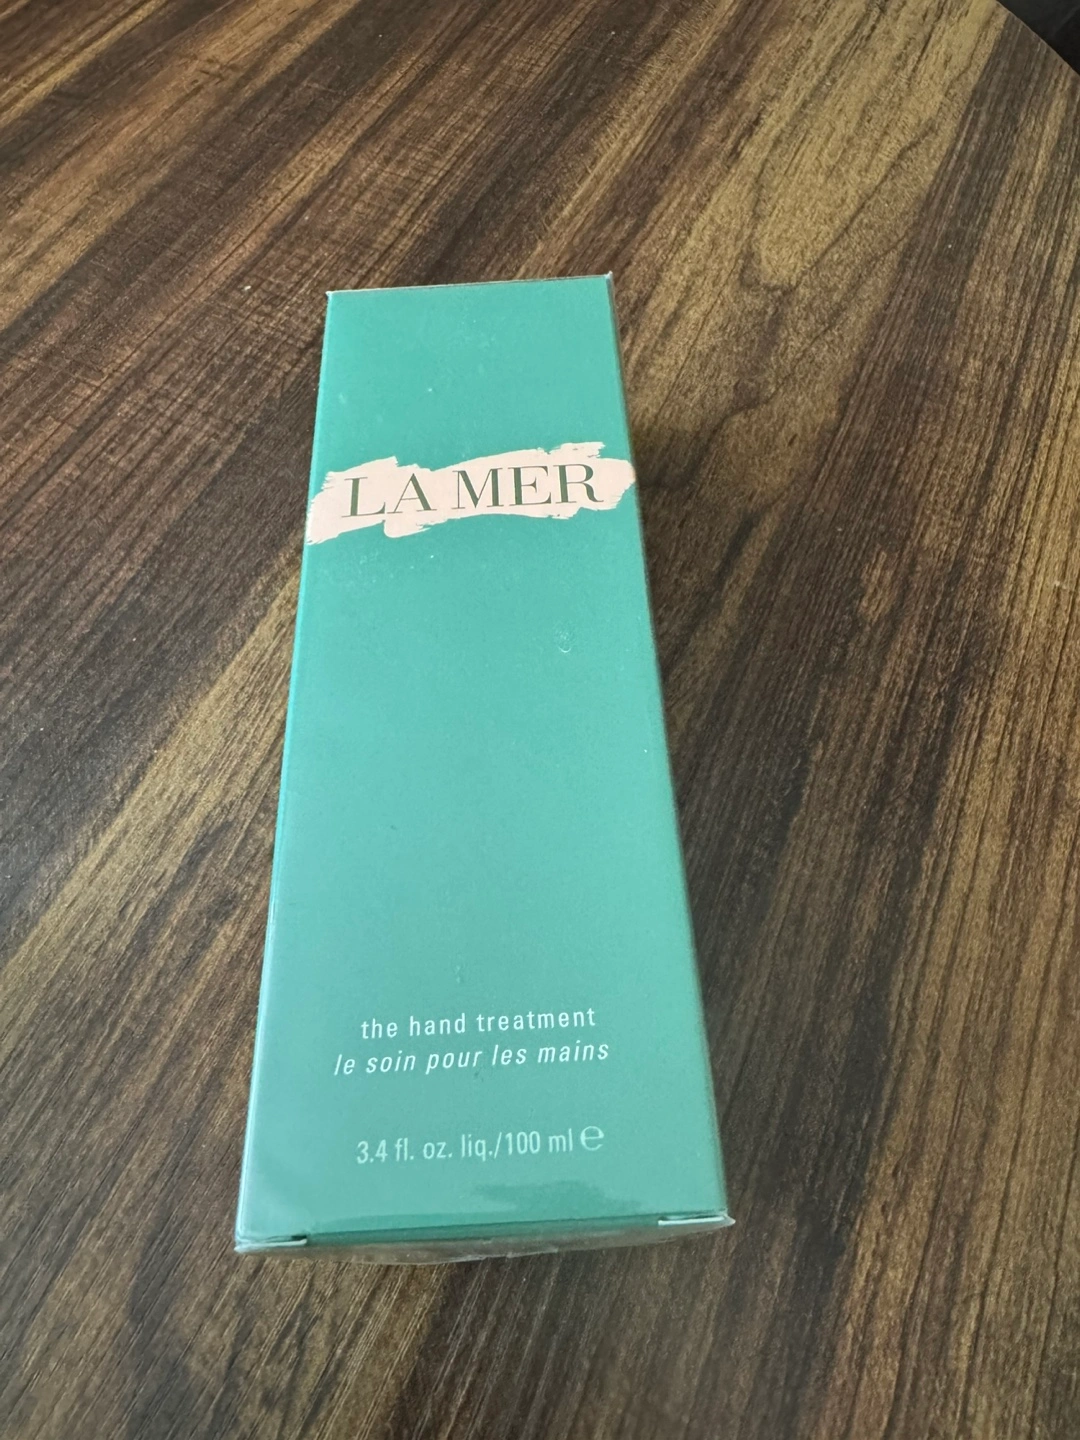 LA MER
the hand treatment
le soin pour les mains
3.4 fl. oz. liq./100 ml ℮